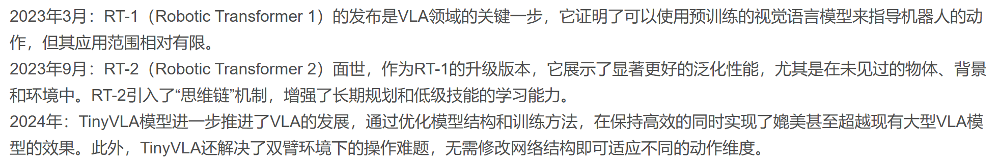 2023年3月：RT-1（Robotic Transformer 1）的发布是VLA领域的关键一步，它证明了可以使用预训练的视觉语言模型来指导机器人的动
作，但其应用范围相对有限。
2023年9月：RT-2（Robotic Transformer 2）面世，作为RT-1的升级版本，它展示了显著更好的泛化性能，尤其是在未见过的物体、背景
和环境中。RT-2引入了“思维链”机制，增强了长期规划和低级技能的学习能力。
2024年：TinyVLA模型进一步推进了VLA的发展，通过优化模型结构和训练方法，在保持高效的同时实现了媲美甚至超越现有大型VLA模
型的效果。此外，TinyVLA还解决了双臂环境下的操作难题，无需修改网络结构即可适应不同的动作维度。